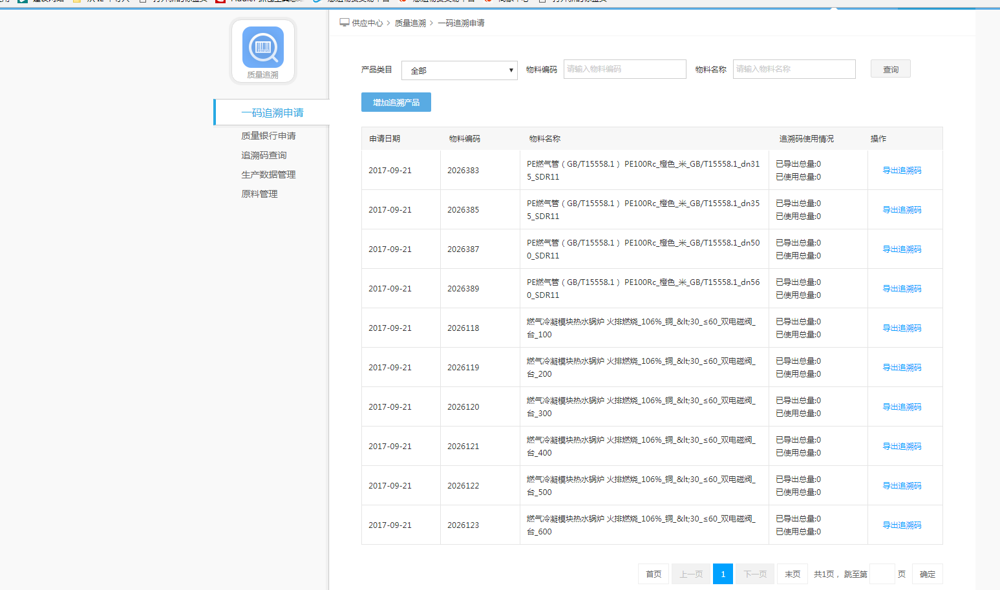 供应中心 > 质量追溯 > 一码追溯申请
质量追溯
一码追溯申请
质量银行申请
追溯码查询
生产数据管理
原料管理
产品类目 全部 物料编码 请输入物料编码 物料名称 请输入物料名称 查询
增加追溯产品
申请日期 物料编码 物料名称 追溯码使用情况 操作
2017-09-21 2026383 PE燃气管（GB/T15558.1） PE100Rc_橙色_米_GB/T15558.1_dn31 已导出总量:0 导出追溯码
5_SDR11 已使用总量:0
2017-09-21 2026385 PE燃气管（GB/T15558.1） PE100Rc_橙色_米_GB/T15558.1_dn35 已导出总量:0 导出追溯码
5_SDR11 已使用总量:0
2017-09-21 2026387 PE燃气管（GB/T15558.1） PE100Rc_橙色_米_GB/T15558.1_dn50 已导出总量:0 导出追溯码
0_SDR11 已使用总量:0
2017-09-21 2026389 PE燃气管（GB/T15558.1） PE100Rc_橙色_米_GB/T15558.1_dn56 已导出总量:0 导出追溯码
0_SDR11 已使用总量:0
2017-09-21 2026118 燃气冷凝模块热水锅炉 火排燃烧_106%_铜_&lt;30_≤60_双电磁阀_ 已导出总量:0 导出追溯码
台_100 已使用总量:0
2017-09-21 2026119 燃气冷凝模块热水锅炉 火排燃烧_106%_铜_&lt;30_≤60_双电磁阀_ 已导出总量:0 导出追溯码
台_200 已使用总量:0
2017-09-21 2026120 燃气冷凝模块热水锅炉 火排燃烧_106%_铜_&lt;30_≤60_双电磁阀_ 已导出总量:0 导出追溯码
台_300 已使用总量:0
2017-09-21 2026121 燃气冷凝模块热水锅炉 火排燃烧_106%_铜_&lt;30_≤60_双电磁阀_ 已导出总量:0 导出追溯码
台_400 已使用总量:0
2017-09-21 2026122 燃气冷凝模块热水锅炉 火排燃烧_106%_铜_&lt;30_≤60_双电磁阀_ 已导出总量:0 导出追溯码
台_500 已使用总量:0
2017-09-21 2026123 燃气冷凝模块热水锅炉 火排燃烧_106%_铜_&lt;30_≤60_双电磁阀_ 已导出总量:0 导出追溯码
台_600 已使用总量:0
首页 上一页 1 下一页 末页 共1页， 跳至第 页 确定